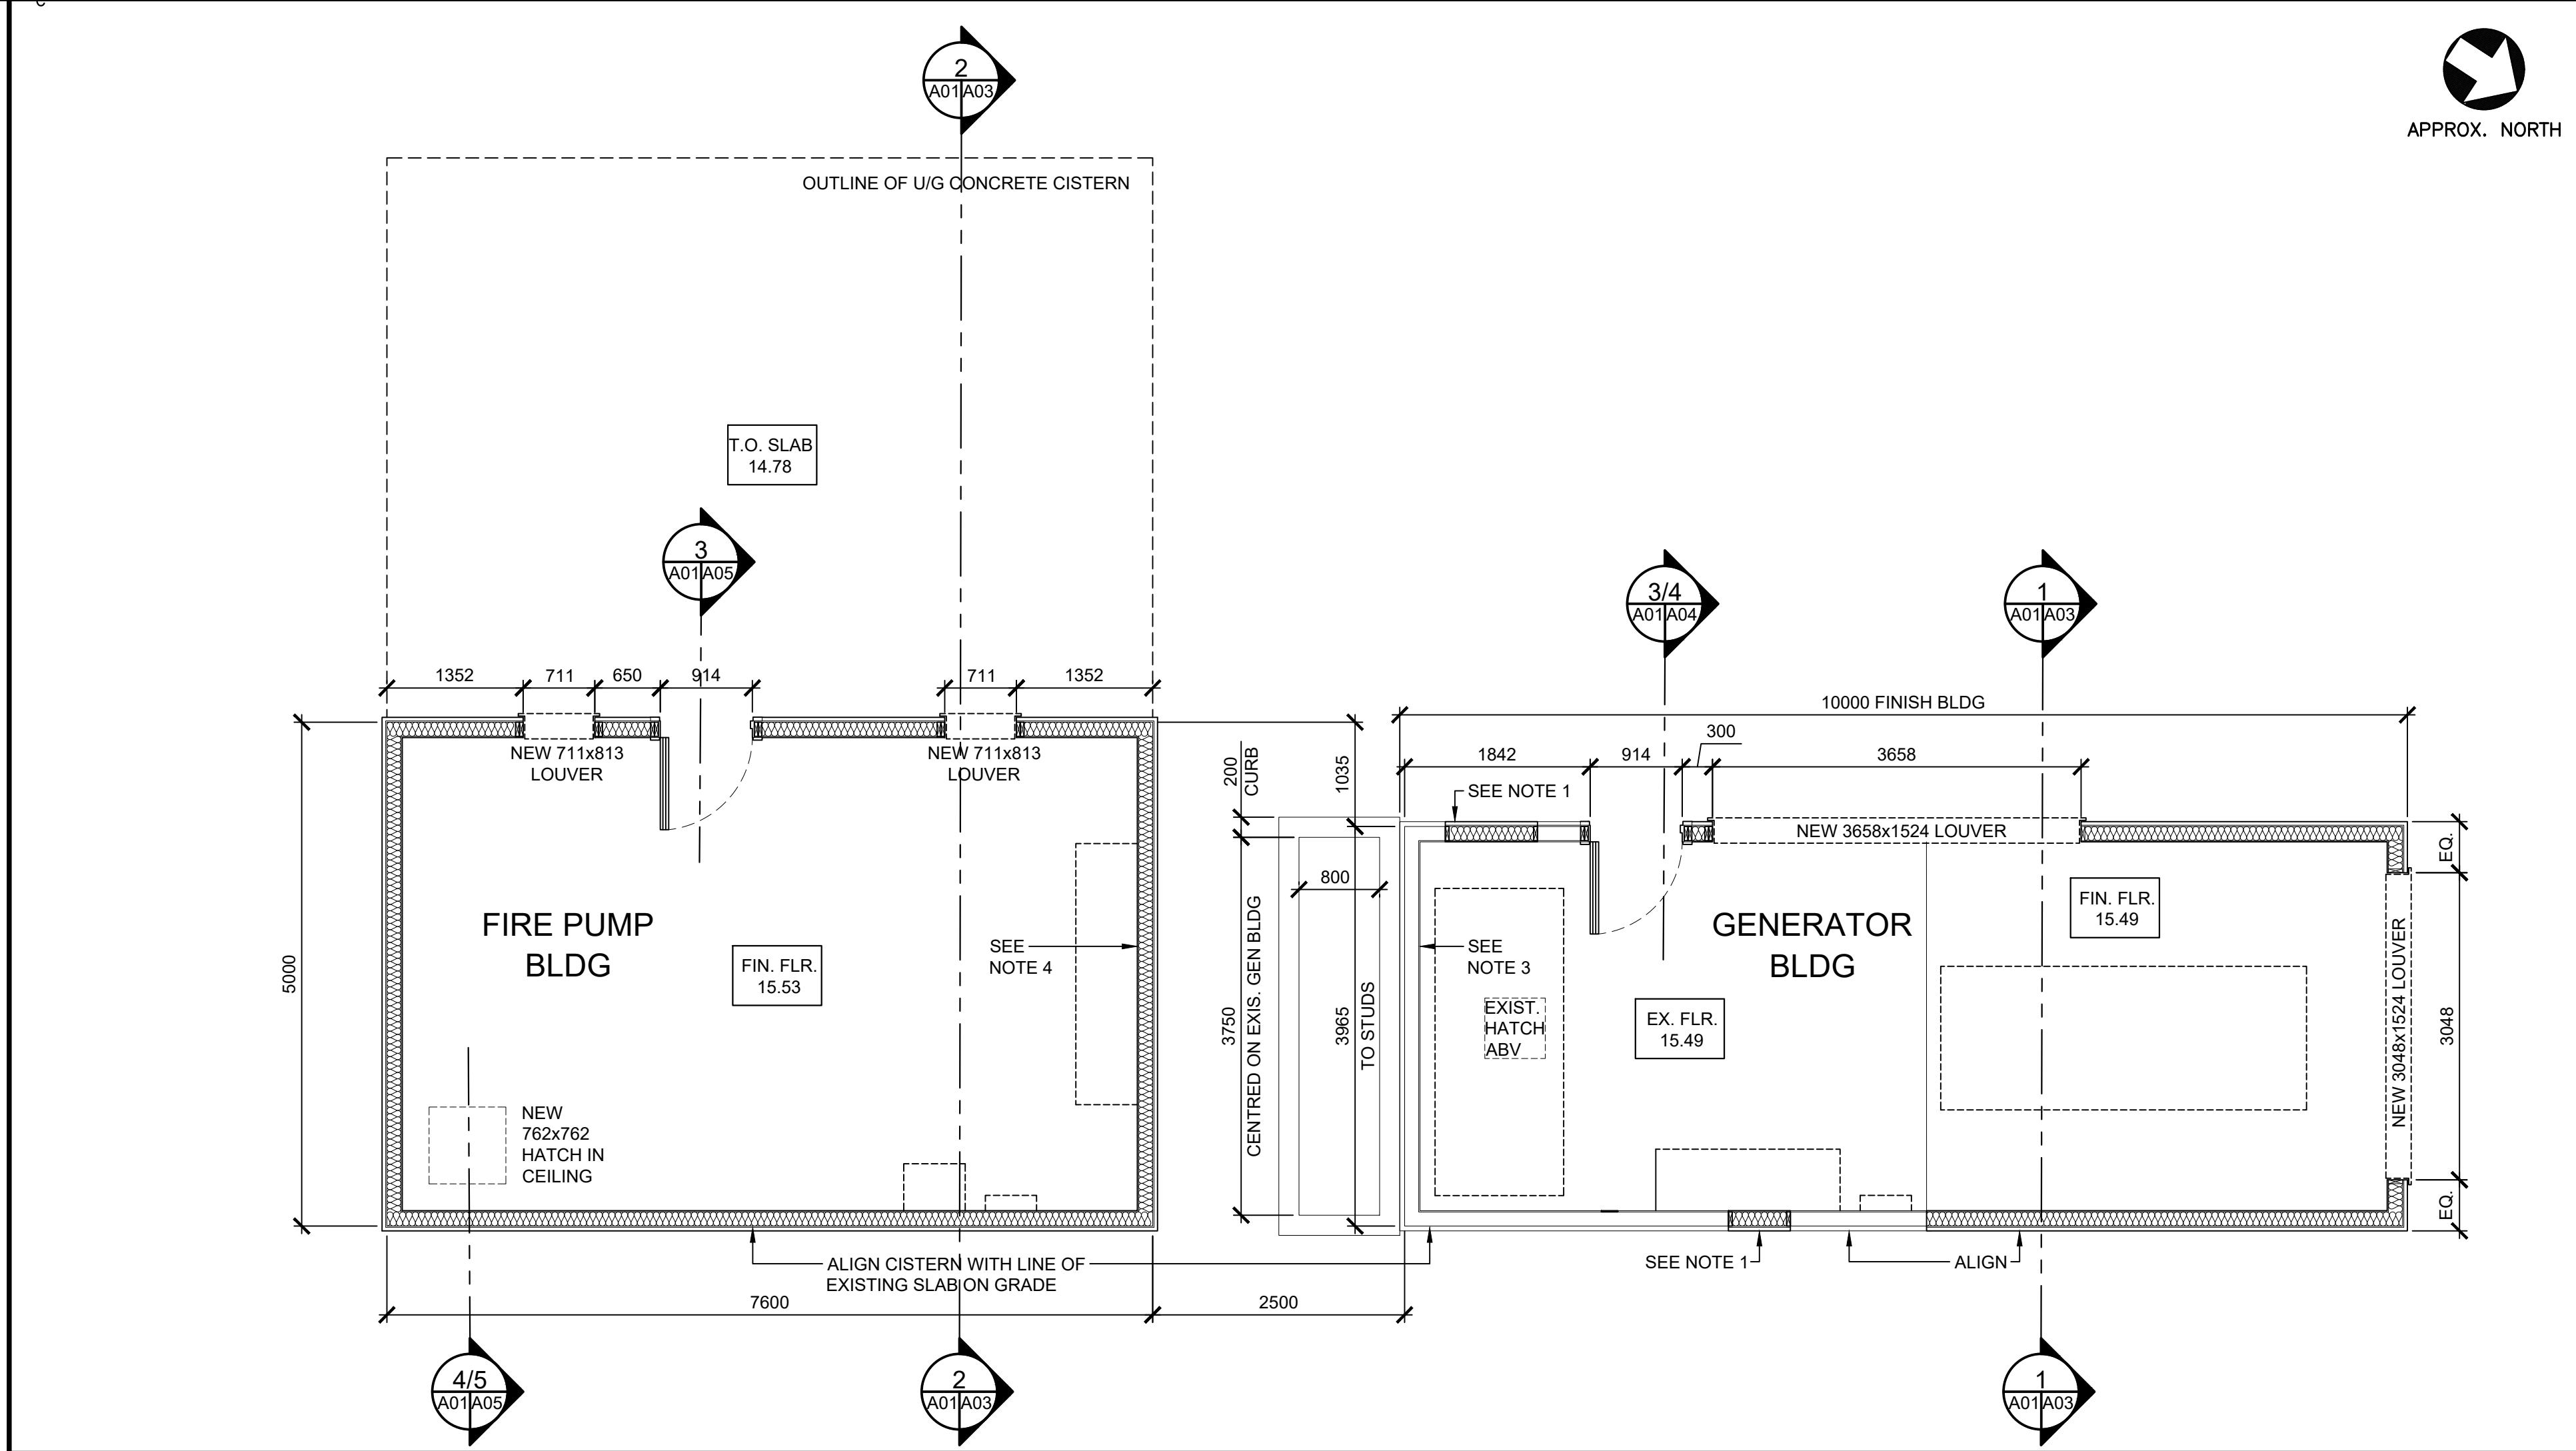 2
A01 A03
APPROX. NORTH
OUTLINE OF U/G CONCRETE CISTERN
T.O. SLAB
14.78
3
A01 A05
3/4
A01 A04
1
A01 A03
1352
711
650
914
711
1352
10000 FINISH BLDG
300
1842
914
3658
NEW 711x813
LOUVER
NEW 711x813
LOUVER
200
CURB
1035
SEE NOTE 1
NEW 3658x1524 LOUVER
EQ.
800
FIRE PUMP
BLDG
FIN. FLR.
15.53
SEE
NOTE 4
5000
3750
CENTRED ON EXIS. GEN BLDG
3965
TO STUDS
SEE
NOTE 3
EXIST.
HATCH
ABV
GENERATOR
BLDG
EX. FLR.
15.49
FIN. FLR.
15.49
NEW 3048x1524 LOUVER
3048
NEW
762x762
HATCH IN
CEILING
EQ.
ALIGN CISTERN WITH LINE OF
EXISTING SLAB ON GRADE
SEE NOTE 1
ALIGN
7600
2500
4/5
A01 A05
2
A01 A03
1
A01 A03